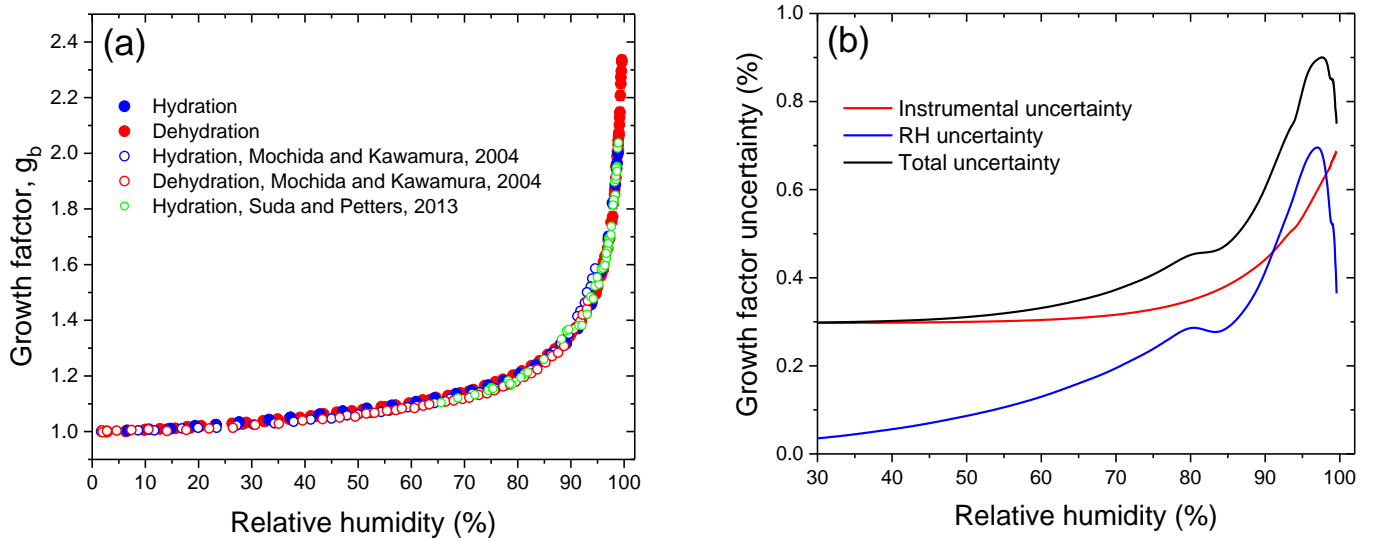 (a)
2.4
2.2
2.0
1.8
1.6
1.4
1.2
1.0
Growth fafctor, g_b
Hydration
Dehydration
Hydration, Mochida and Kawamura, 2004
Dehydration, Mochida and Kawamura, 2004
Hydration, Suda and Petters, 2013
0 10 20 30 40 50 60 70 80 90 100
Relative humidity (%)
(b)
1.0
0.8
0.6
0.4
0.2
0.0
Growth factor uncertainty (%)
Instrumental uncertainty
RH uncertainty
Total uncertainty
30 40 50 60 70 80 90 100
Relative humidity (%)